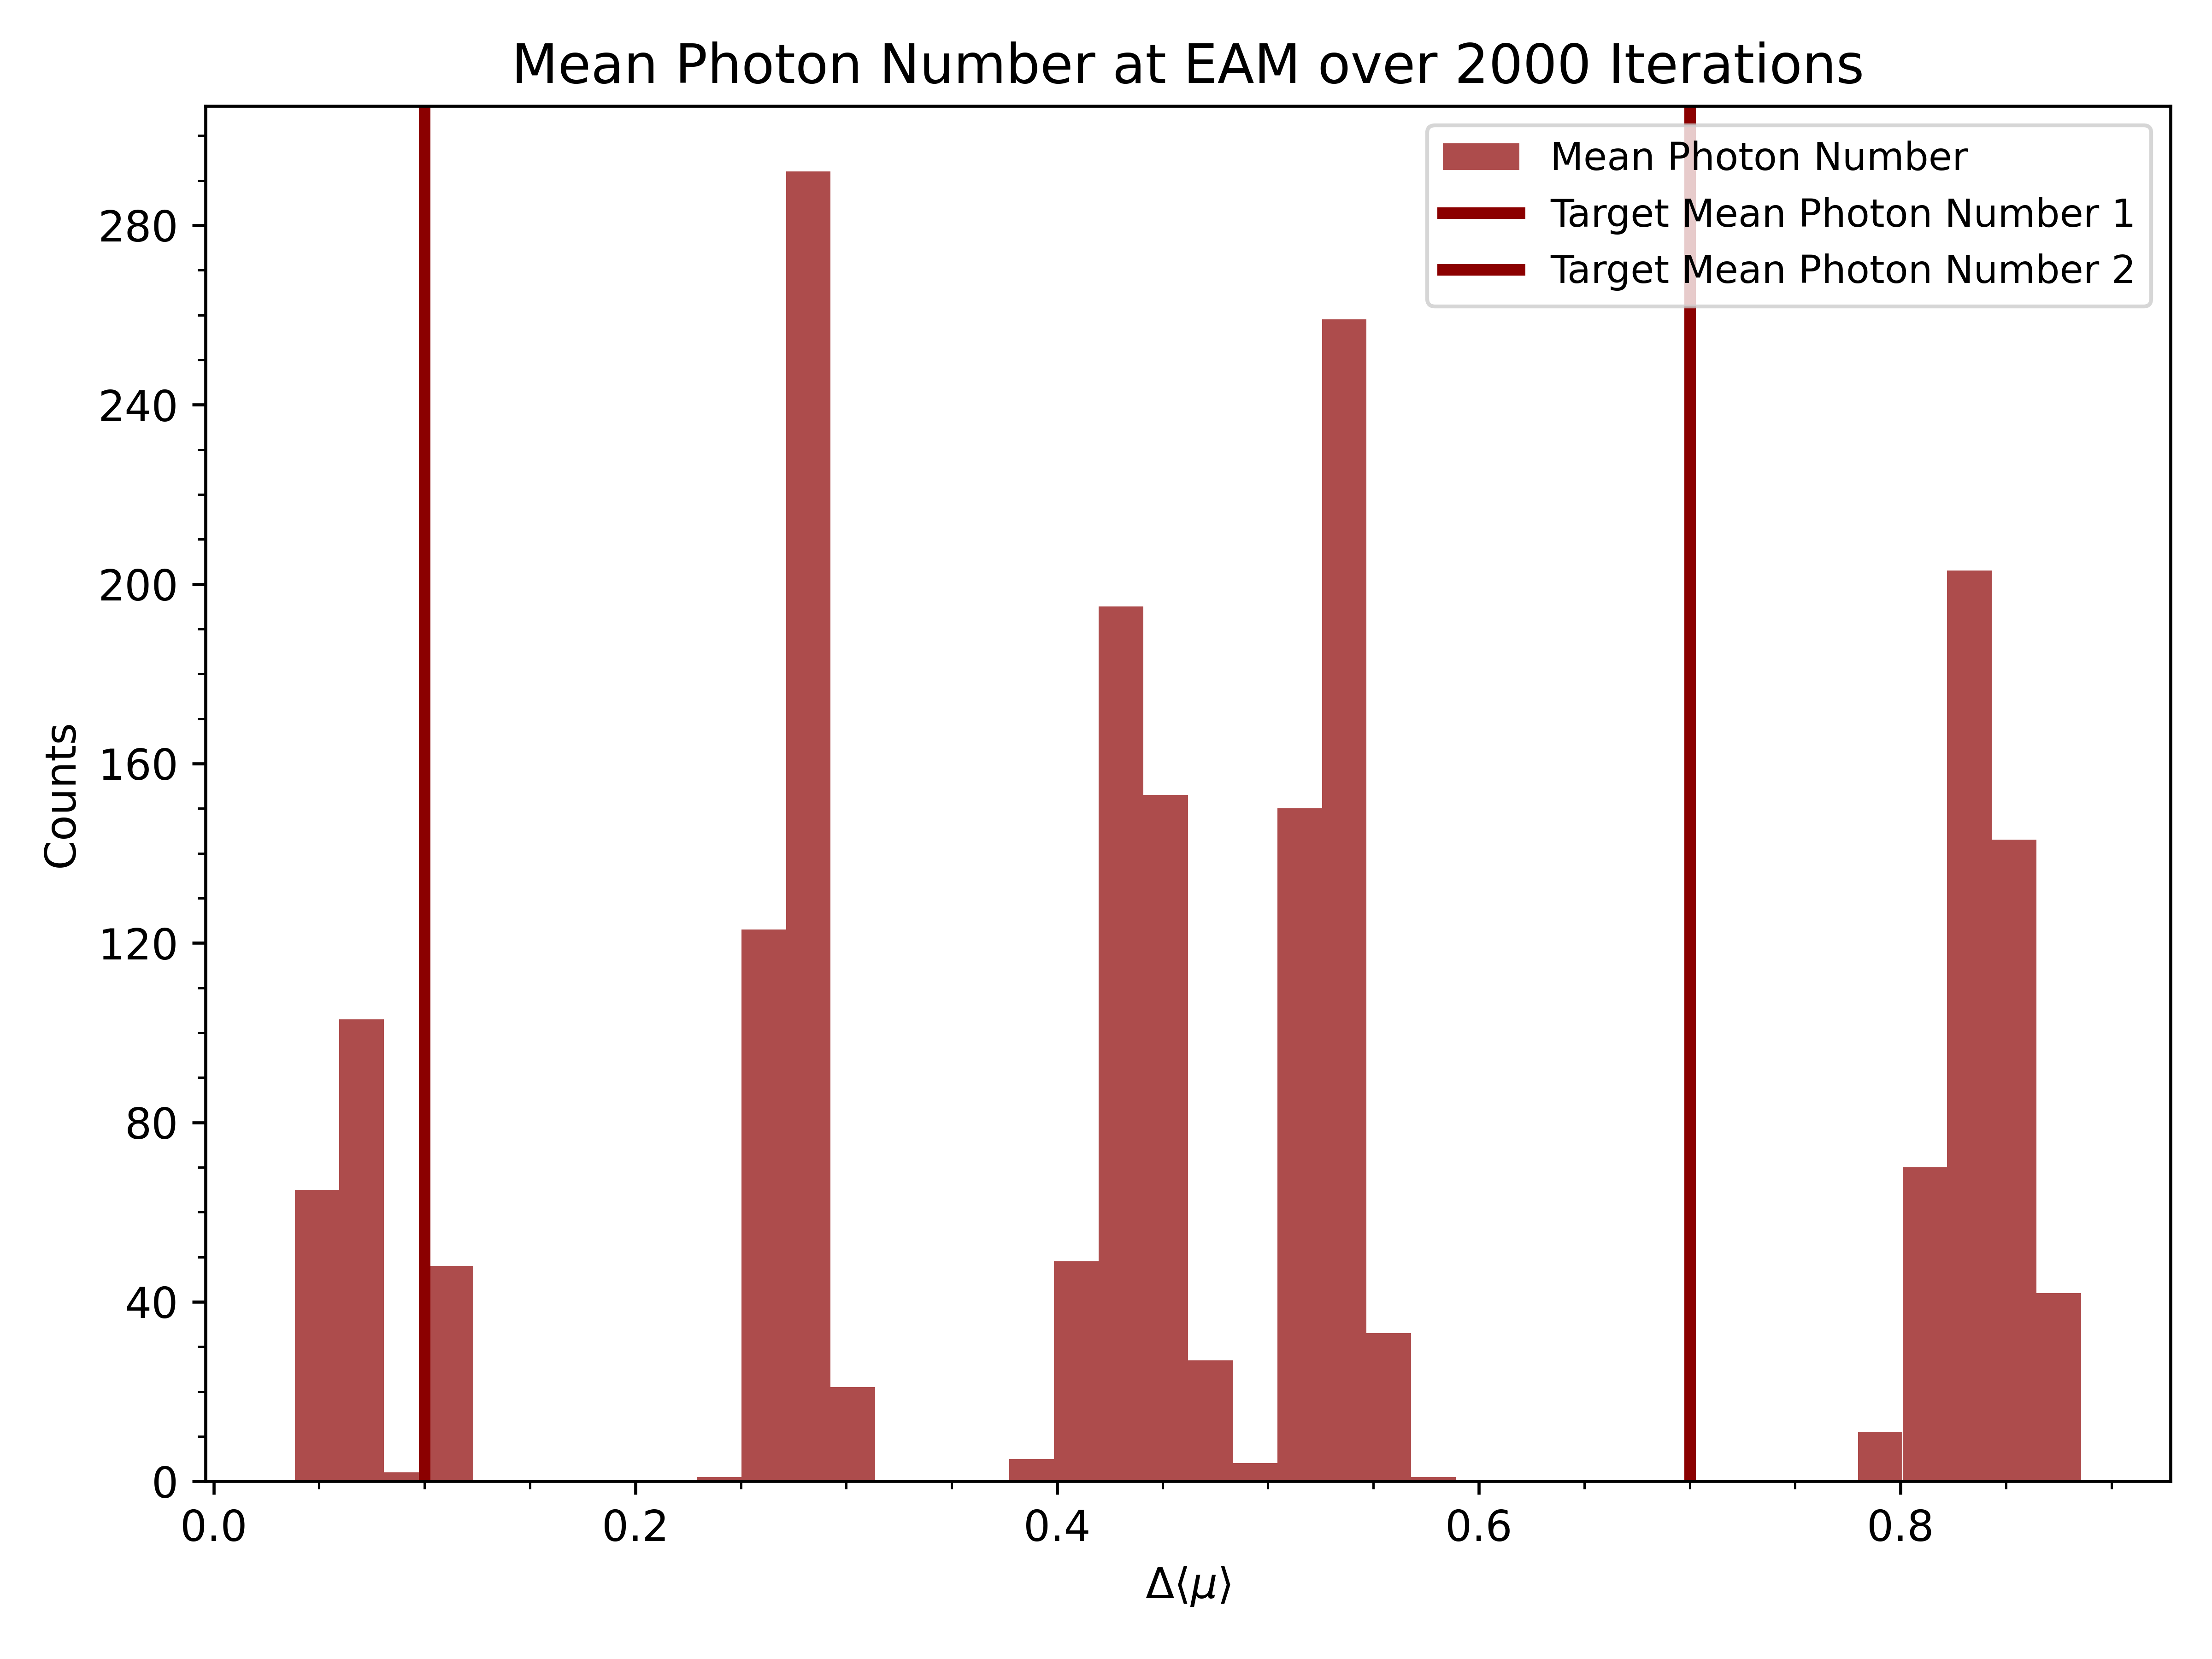 Mean Photon Number at EAM over 2000 Iterations
Mean Photon Number
Target Mean Photon Number 1
Target Mean Photon Number 2
280
240
200
160
120
80
40
0
Counts
0.0 0.2 0.4 0.6 0.8
Δ⟨μ⟩